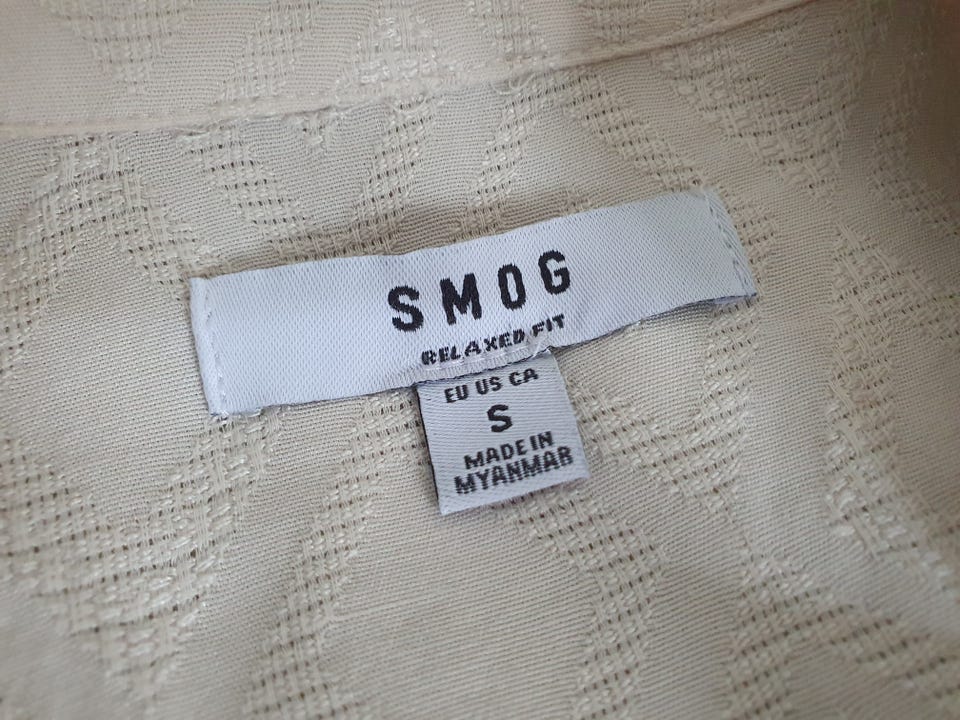 SMOG
RELAXED FIT
EU US CA
S
MADE IN
MYANMAR